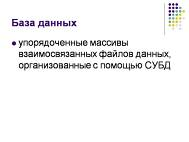 База данных
упорядоченные массивы
взаимосвязанных файлов данных,
организованные с помощью СУБД